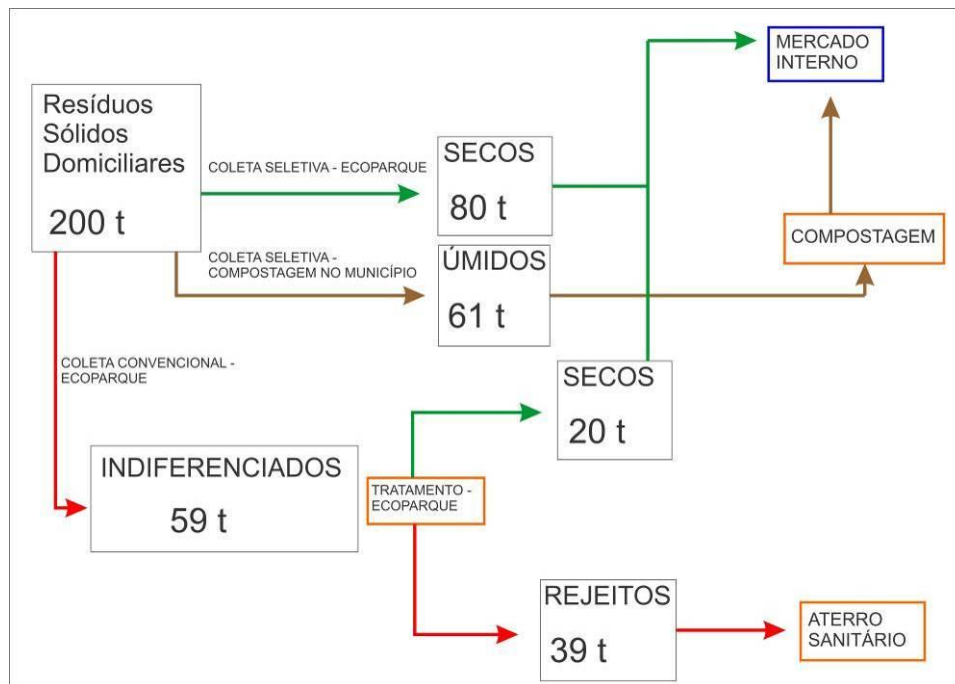 MERCADO
INTERNO
Resíduos
Sólidos
Domiciliares
200 t
COLETA SELETIVA - ECOPARQUE
SECOS
80 t
COLETA SELETIVA -
COMPOSTAGEM NO MUNICÍPIO
ÚMIDOS
61 t
COMPOSTAGEM
COLETA CONVENCIONAL -
ECOPARQUE
SECOS
20 t
INDIFERENCIADOS
59 t
TRATAMENTO -
ECOPARQUE
REJEITOS
39 t
ATERRO
SANITÁRIO